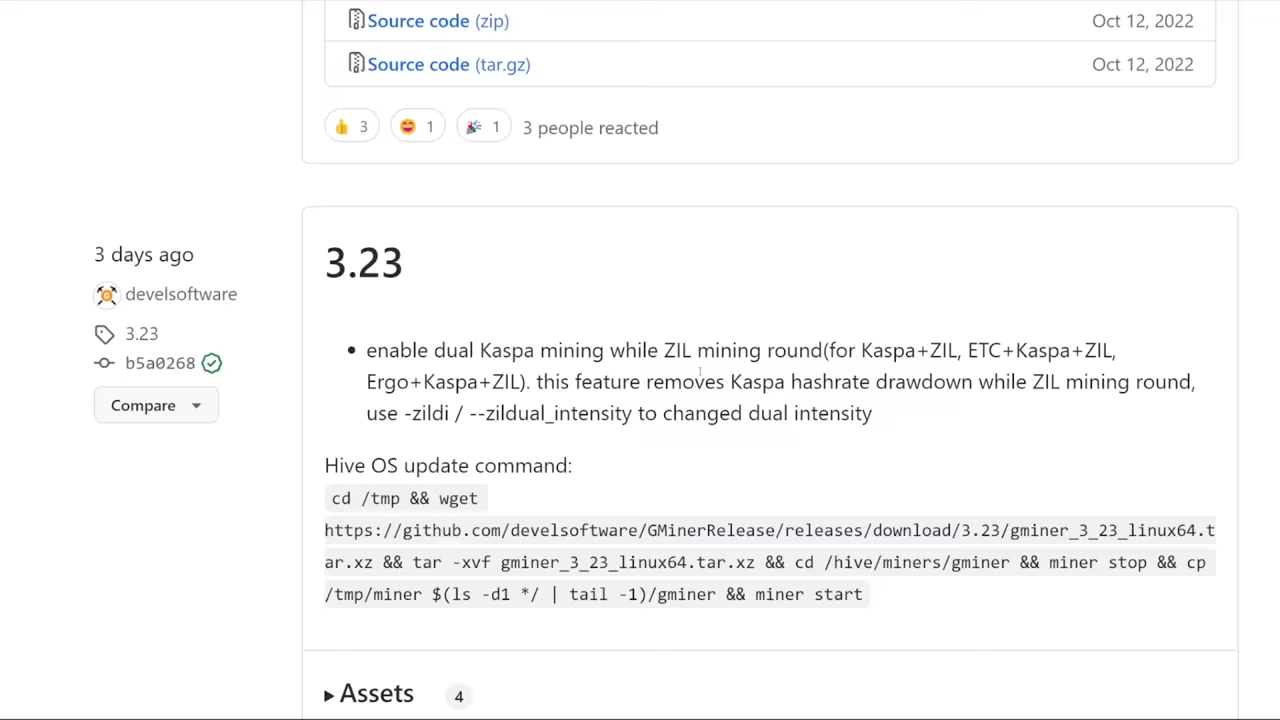 Source code (zip)
Oct 12, 2022
Source code (tar.gz)
Oct 12, 2022
3
1
1
3 people reacted
3 days ago
develsoftware
3.23
b5a0268
Compare
3.23
enable dual Kaspa mining while ZIL mining round(for Kaspa+ZIL, ETC+Kaspa+ZIL,
Ergo+Kaspa+ZIL). this feature removes Kaspa hashrate drawdown while ZIL mining round,
use -zildi / --zildual_intensity to changed dual intensity
Hive OS update command:
cd /tmp && wget
https://github.com/develsoftware/GMinerRelease/releases/download/3.23/gminer_3_23_linux64.t
ar.xz && tar -xvf gminer_3_23_linux64.tar.xz && cd /hive/miners/gminer && miner stop && cp
/tmp/miner $(ls -d1 */ | tail -1)/gminer && miner start
Assets
4